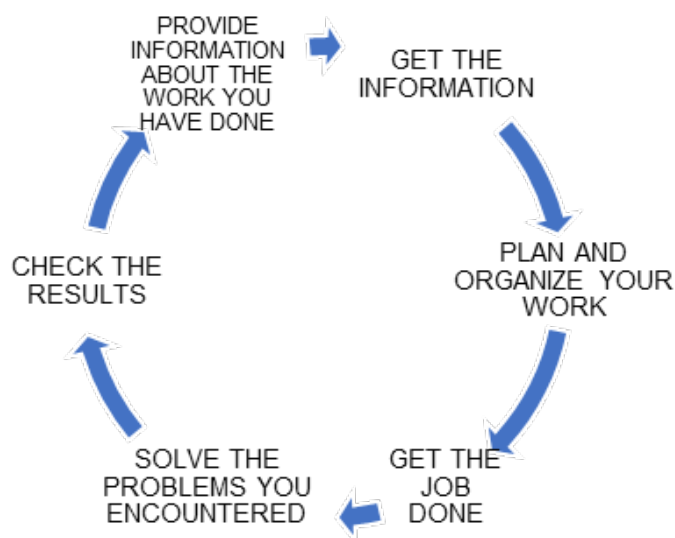 PROVIDE
INFORMATION
ABOUT THE
WORK YOU
HAVE DONE
GET THE
INFORMATION
PLAN AND
ORGANIZE YOUR
WORK
GET THE
JOB
DONE
SOLVE THE
PROBLEMS YOU
ENCOUNTERED
CHECK THE
RESULTS